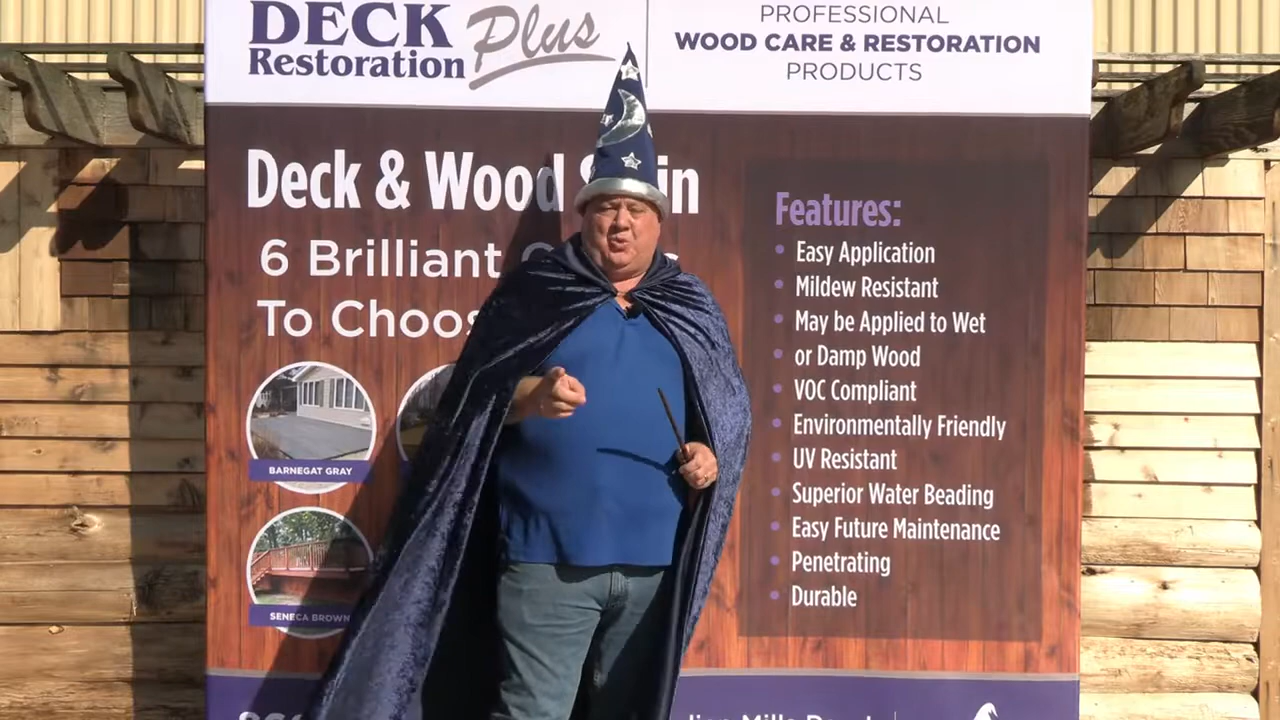 DECK Plus
Restoration
PROFESSIONAL
WOOD CARE & RESTORATION
PRODUCTS
Deck & Wood
6 Brilliant
To
BARNEGAT GRAY
SENECA BROWN
Features:
• Easy Application
• Mildew Resistant
• May be Applied to Wet
• or Damp Wood
• VOC Compliant
• Environmentally Friendly
• UV Resistant
• Superior Water Beading
• Easy Future Maintenance
• Penetrating
• Durable